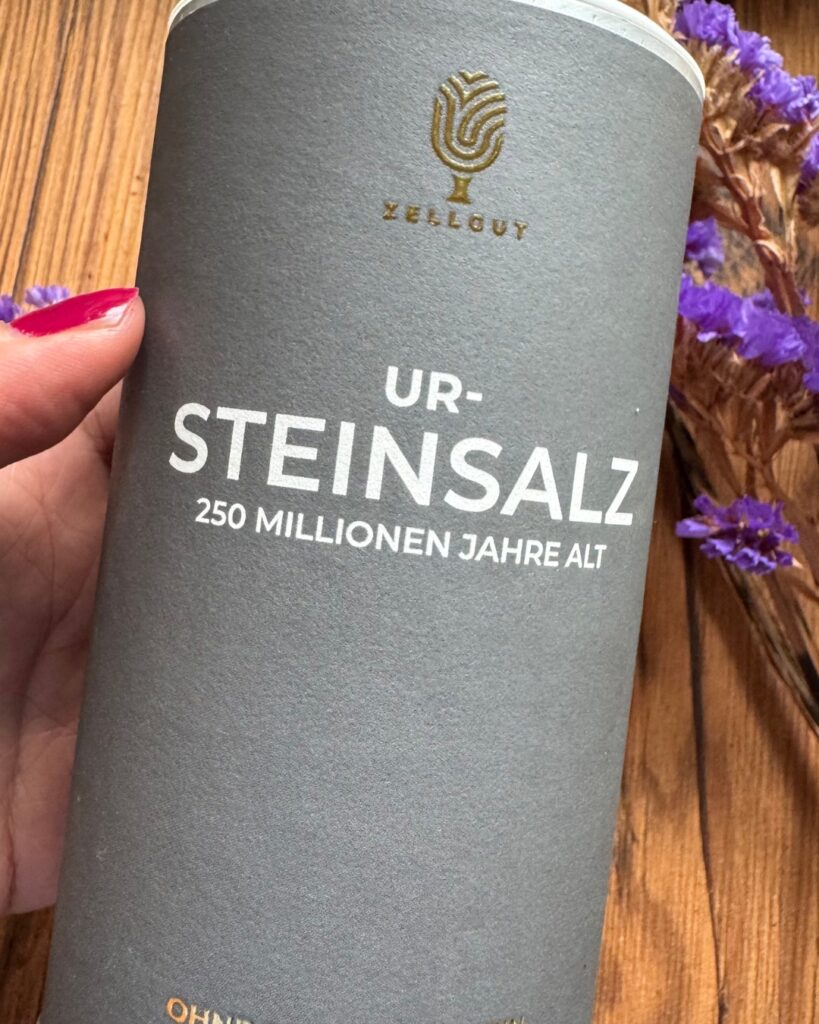 ZELLGUT
UR-
STEINSALZ
250 MILLIONEN JAHRE ALT